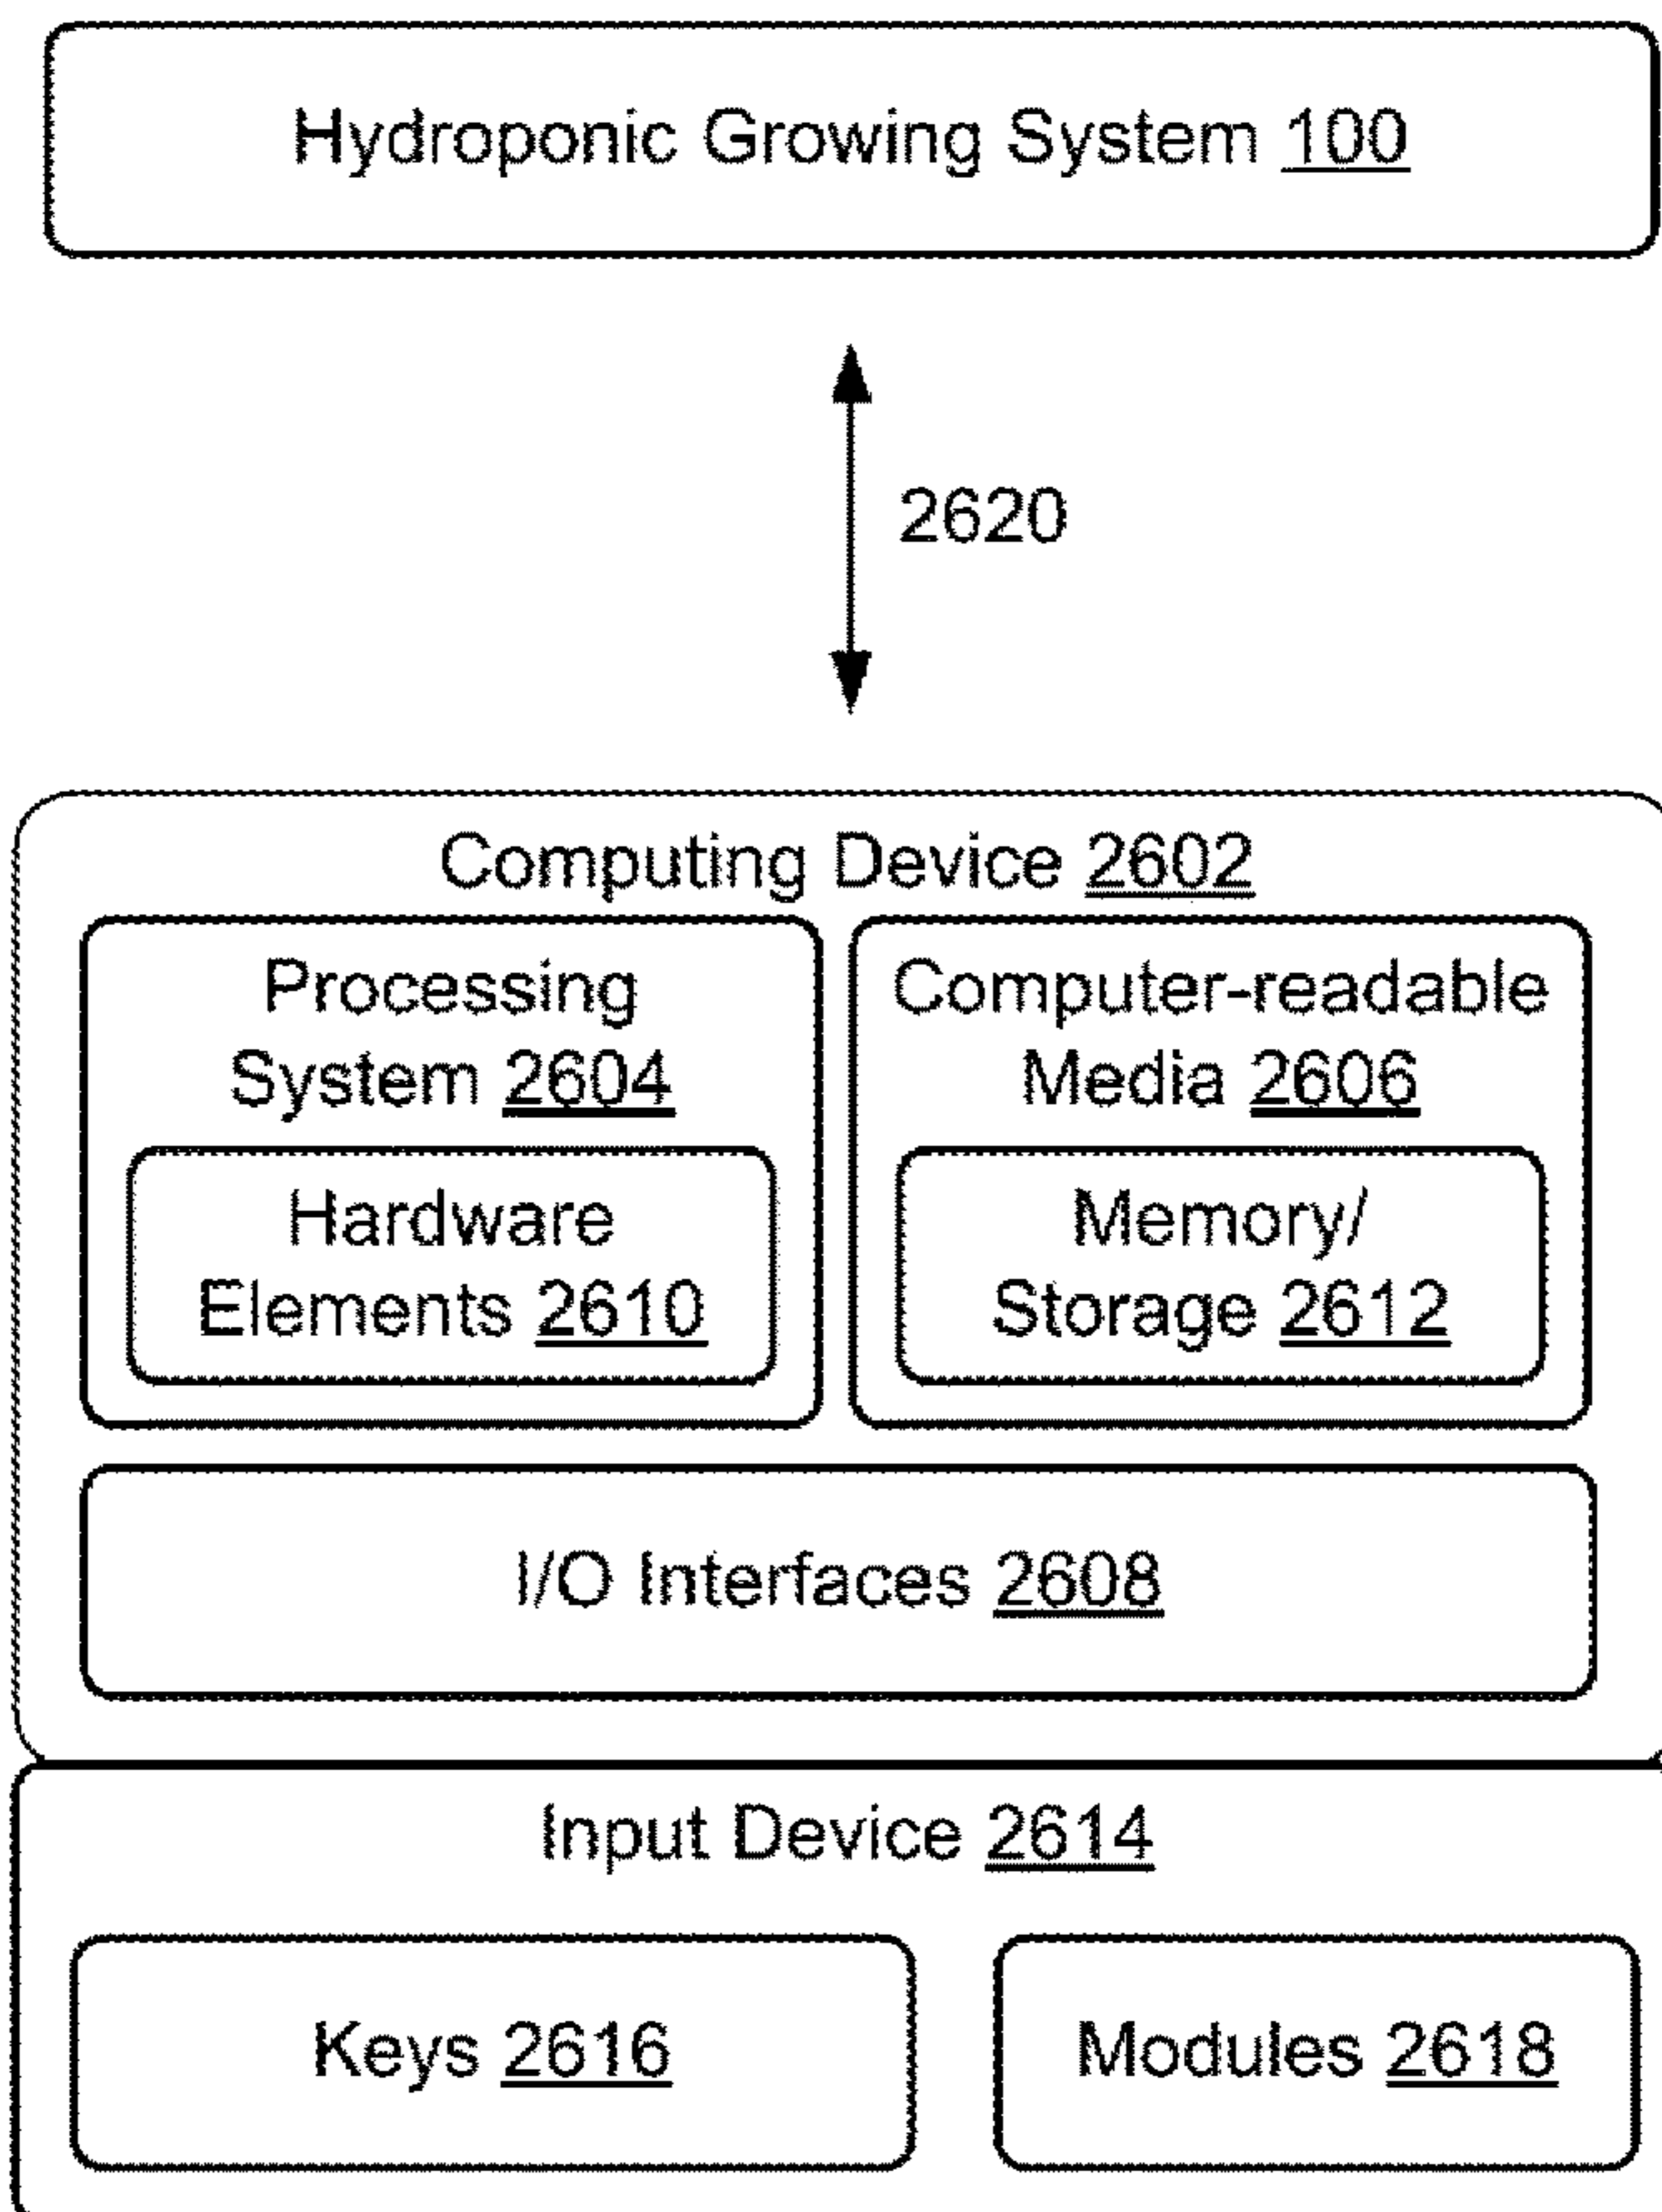 Hydroponic Growing System 100
2620
Computing Device 2602
Processing
System 2604
Hardware
Elements 2610
Computer-readable
Media 2606
Memory/
Storage 2612
I/O Interfaces 2608
Input Device 2614
Keys 2616
Modules 2618